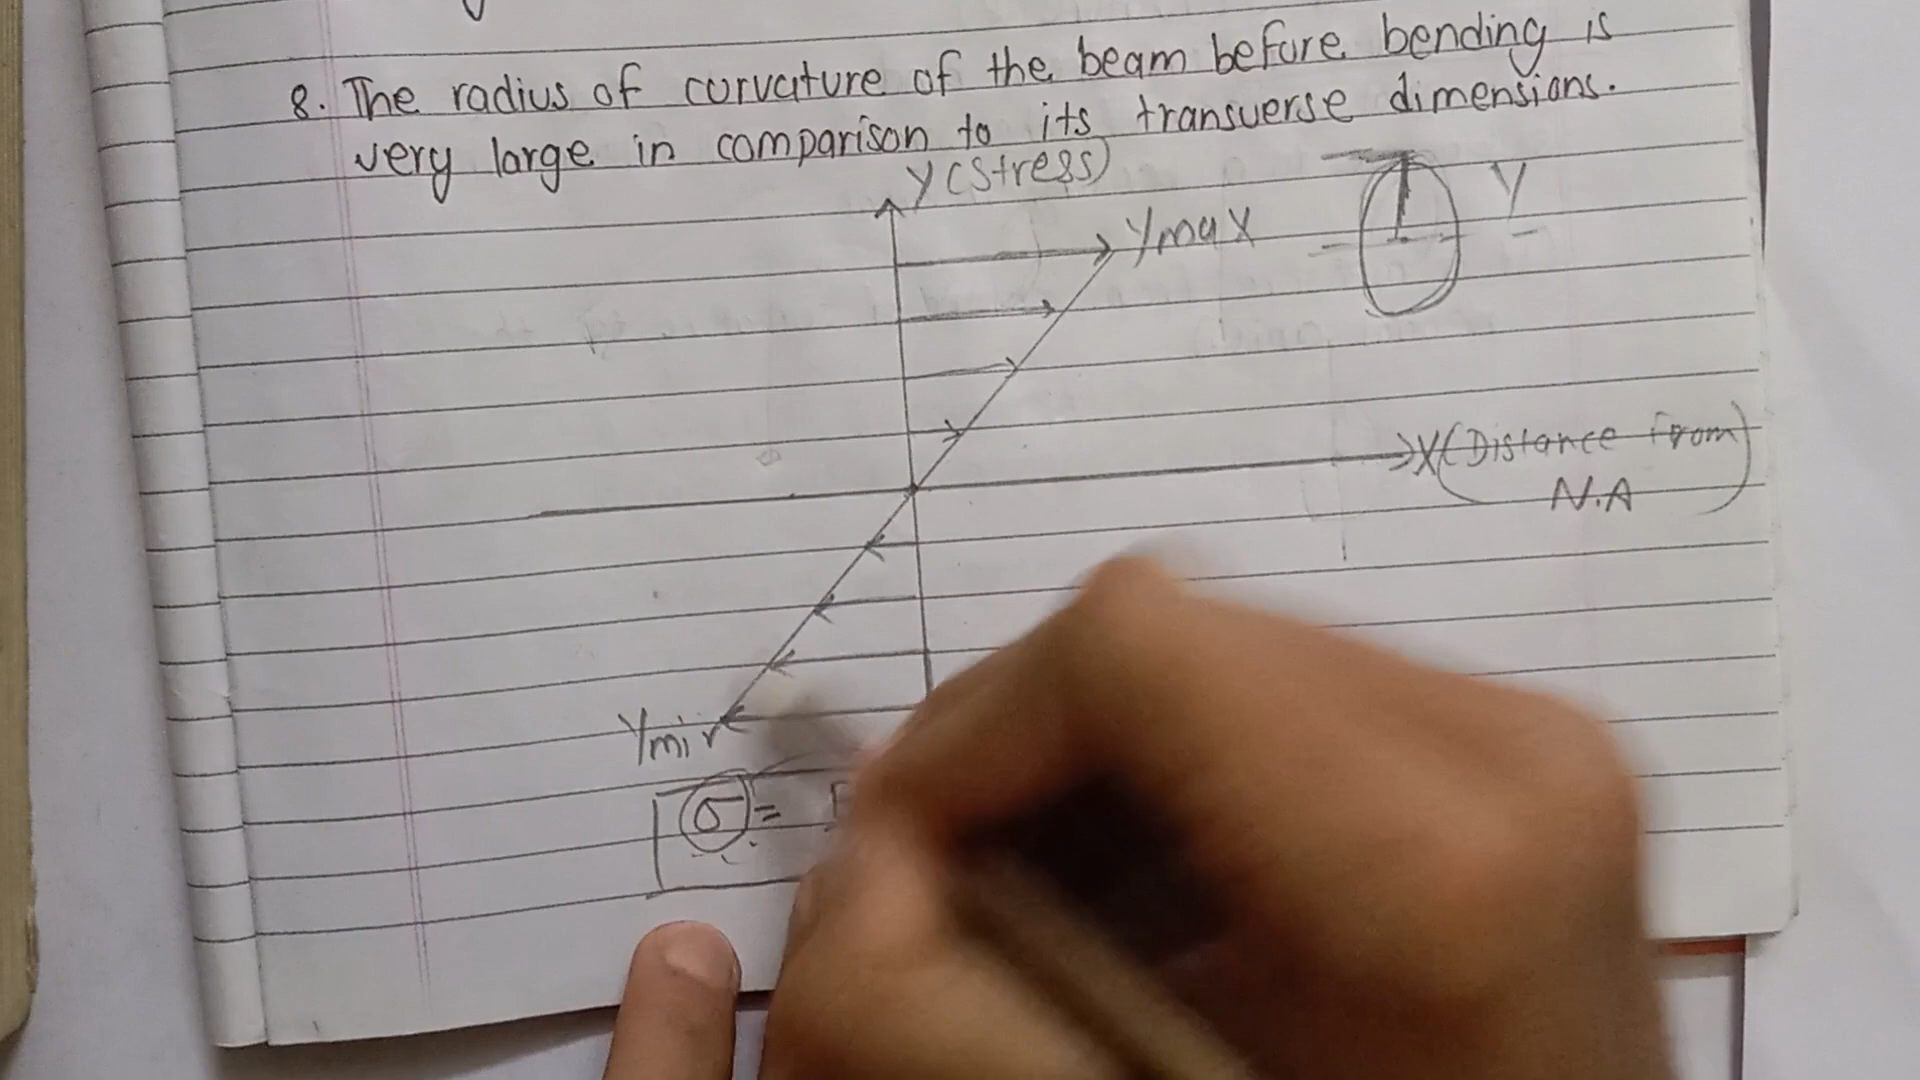 8. The radius of curvature of the beam before bending is
very large in comparison to its transverse dimensions.
Y(Stress)
Ymax
Y
X(Distance from)
N.A
Ymin
σ =